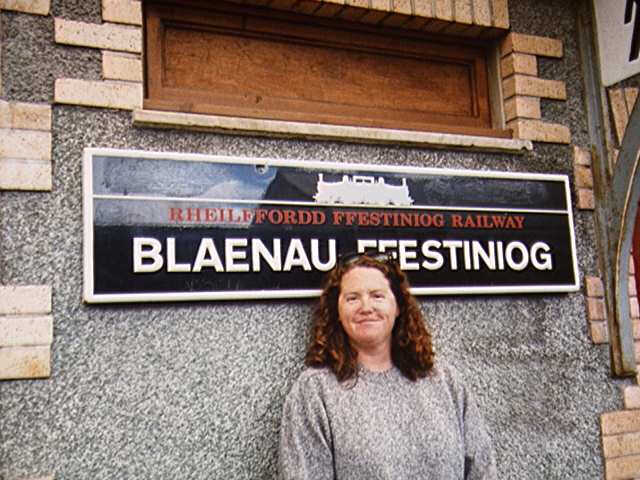 RHEILFFORDD FFESTINIOG RAILWAY
BLAENAU FFESTINIOG